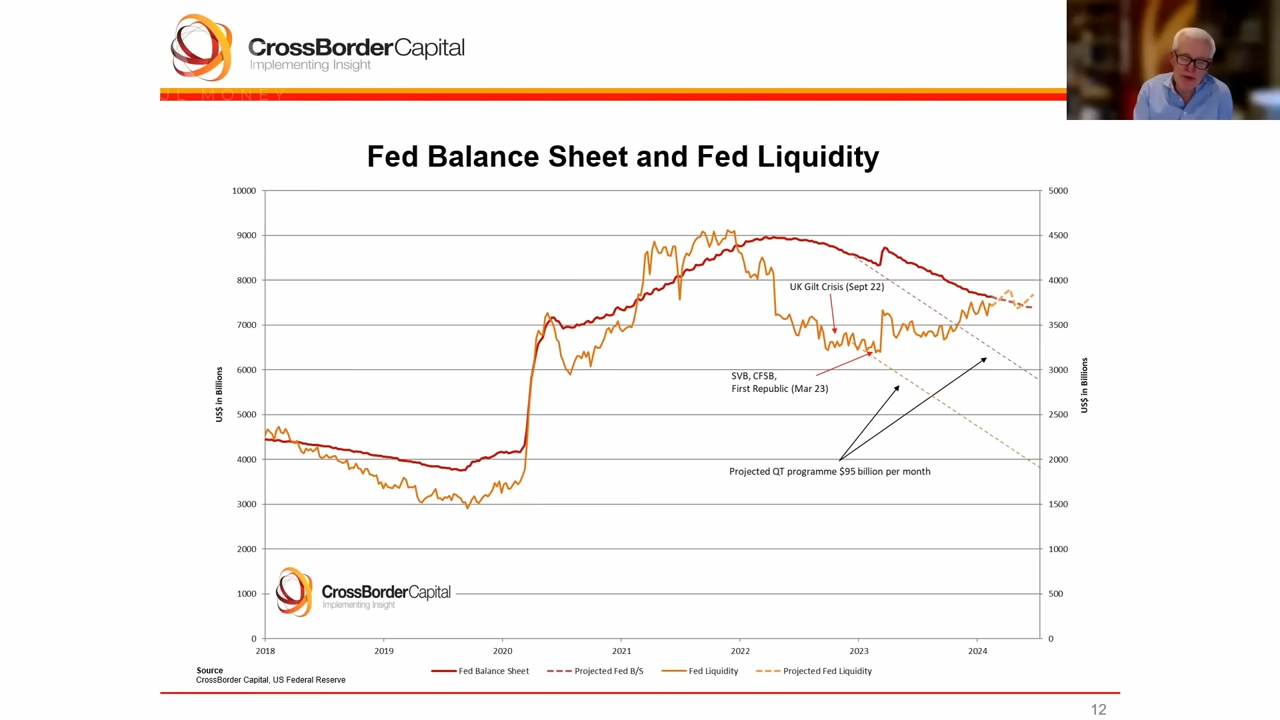 CrossBorderCapital
Implementing Insight
UL MONEY
Fed Balance Sheet and Fed Liquidity
10000
9000
8000
7000
6000
5000
4000
3000
2000
1000
0
US$ in Billions
5000
4500
4000
3500
3000
2500
2000
1500
1000
500
0
US$ in Billions
UK Gilt Crisis (Sept 22)
SVB, CFSB,
First Republic (Mar 23)
Projected QT programme $95 billion per month
CrossBorderCapital
Implementing Insight
2018 2019 2020 2021 2022 2023 2024
Fed Balance Sheet Projected Fed B/S Fed Liquidity Projected Fed Liquidity
Source
CrossBorder Capital, US Federal Reserve
12